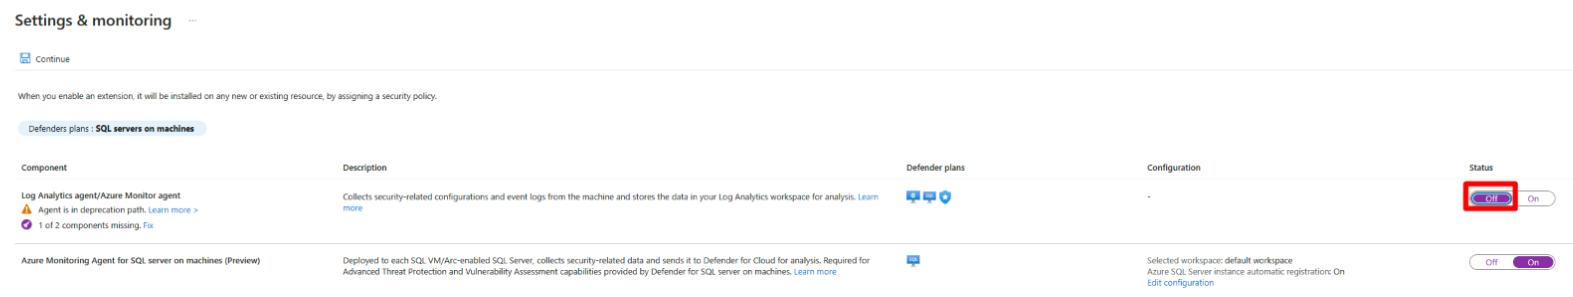 Settings & monitoring ...
Continue
When you enable an extension, it will be installed on any new or existing resource, by assigning a security policy.
Defenders plans : SQL servers on machines
Component Description Defender plans Configuration Status
Log Analytics agent/Azure Monitor agent
Agent is in deprecation path. Learn more >
1 of 2 components missing. Fix
Collects security-related configurations and event logs from the machine and stores the data in your Log Analytics workspace for analysis. Learn
more
SQL
-
Off On
Azure Monitoring Agent for SQL server on machines (Preview)
Deployed to each SQL VM/Arc-enabled SQL Server, collects security-related data and sends it to Defender for Cloud for analysis. Required for
Advanced Threat Protection and Vulnerability Assessment capabilities provided by Defender for SQL server on machines. Learn more
SQL
Selected workspace: default workspace
Azure SQL Server instance automatic registration: On
Edit configuration
Off On